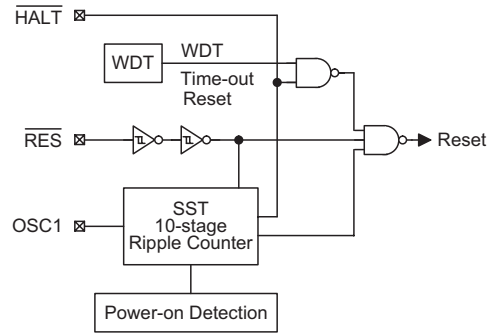 HALT
WDT
WDT
Time-out
Reset
RES
Reset
OSC1
SST
10-stage
Ripple Counter
Power-on Detection